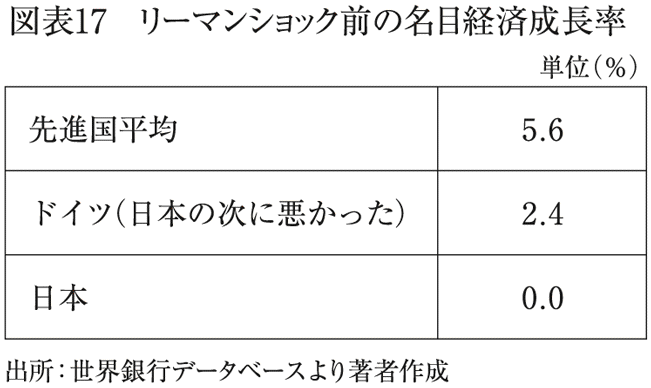 図表17　リーマンショック前の名目経済成長率
単位（％）
先進国平均 5.6
ドイツ（日本の次に悪かった） 2.4
日本 0.0
出所：世界銀行データベースより著者作成